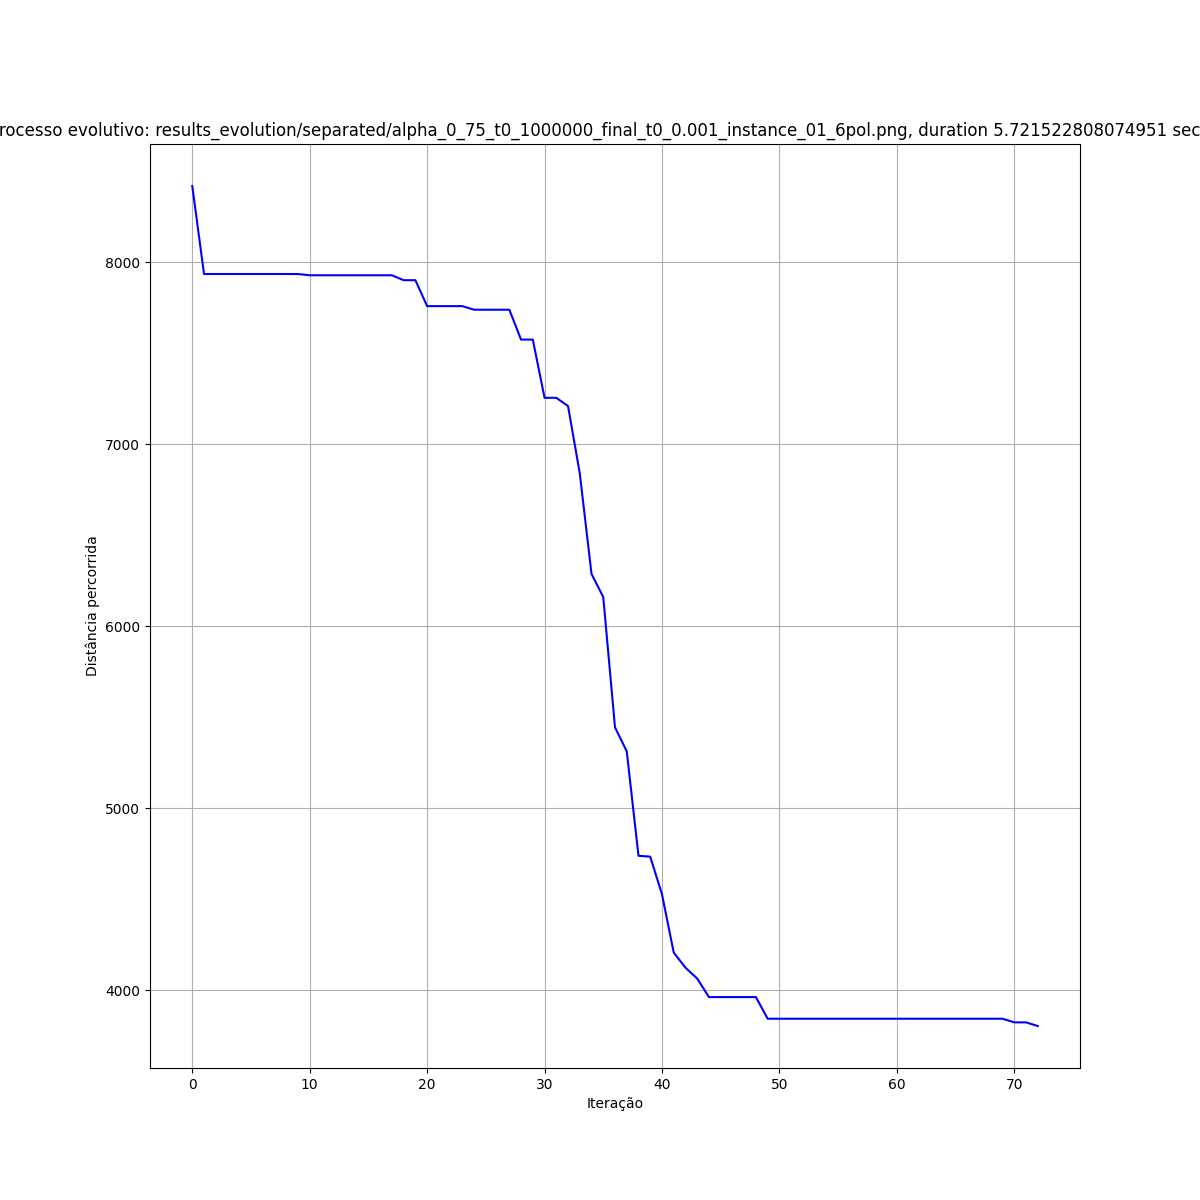 rocesso evolutivo: results_evolution/separated/alpha_0_75_t0_1000000_final_t0_0.001_instance_01_6pol.png, duration 5.721522808074951 sec
8000
7000
6000
5000
4000
Distância percorrida
0 10 20 30 40 50 60 70
Iteração